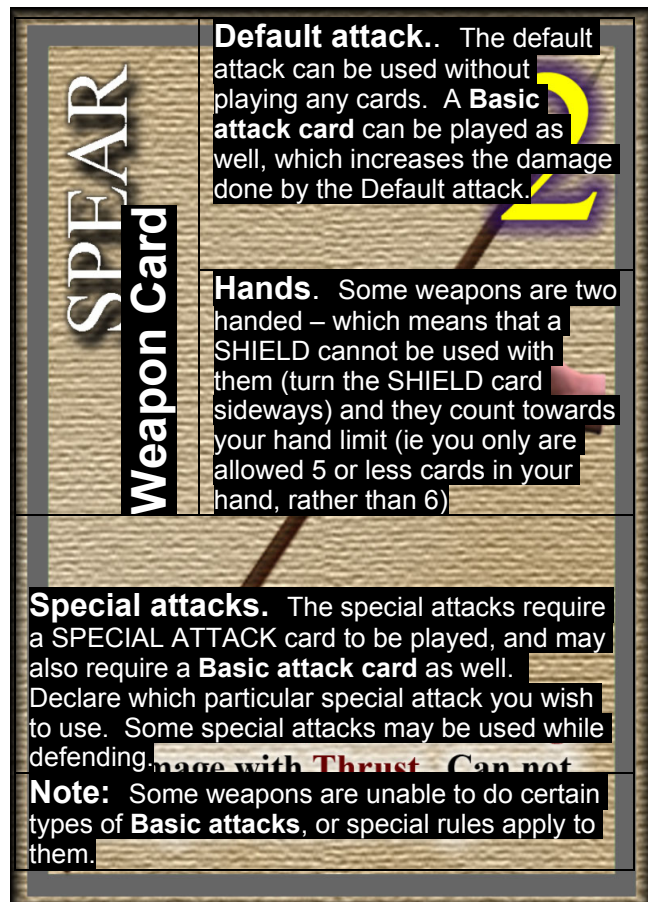 SPEAR
Weapon Card
2
Default attack.. The default
attack can be used without
playing any cards. A Basic
attack card can be played as
well, which increases the damage
done by the Default attack.
Hands. Some weapons are two
handed – which means that a
SHIELD cannot be used with
them (turn the SHIELD card
sideways) and they count towards
your hand limit (ie you only are
allowed 5 or less cards in your
hand, rather than 6)
Special attacks. The special attacks require
a SPECIAL ATTACK card to be played, and may
also require a Basic attack card as well.
Declare which particular special attack you wish
to use. Some special attacks may be used while
defending.
with Thrust. Can not
Note: Some weapons are unable to do certain
types of Basic attacks, or special rules apply to
them.